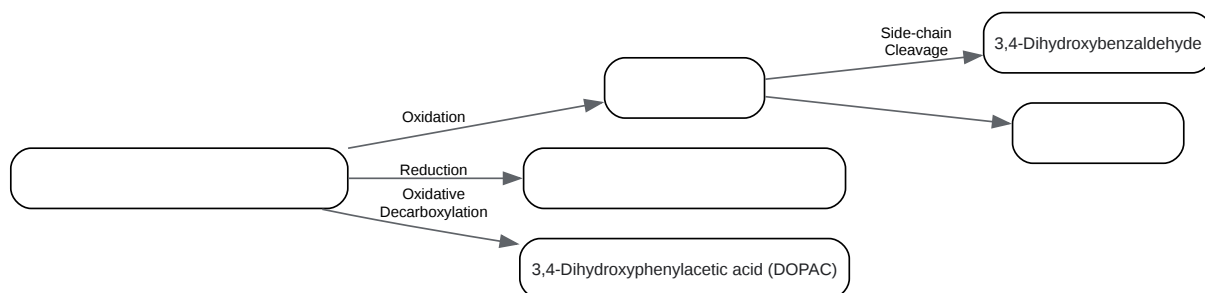 Side-chain
Cleavage
3,4-Dihydroxybenzaldehyde
Oxidation
Reduction
Oxidative
Decarboxylation
3,4-Dihydroxyphenylacetic acid (DOPAC)